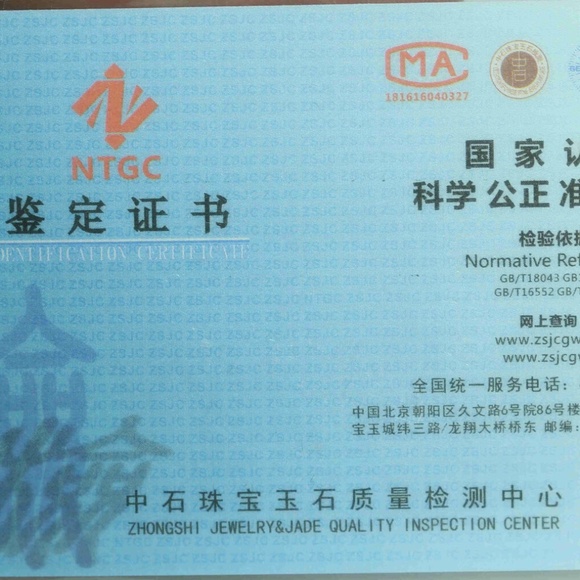 CMA
181616040327
NTGC
鉴定证书
IDENTIFICATION CERTIFICATE
国家认
科学 公正 准
检验依据
Normative Ref
GB/T18043 GB
GB/T16552 GB/T
网上查询
www.zsjcgw
www.zsjc
全国统一服务电话：
中国北京朝阳区久文路6号院86号楼
宝玉城纬三路/龙翔大桥桥东 邮编：
中石珠宝玉石质量检测中心
ZHONGSHI JEWELRY&JADE QUALITY INSPECTION CENTER